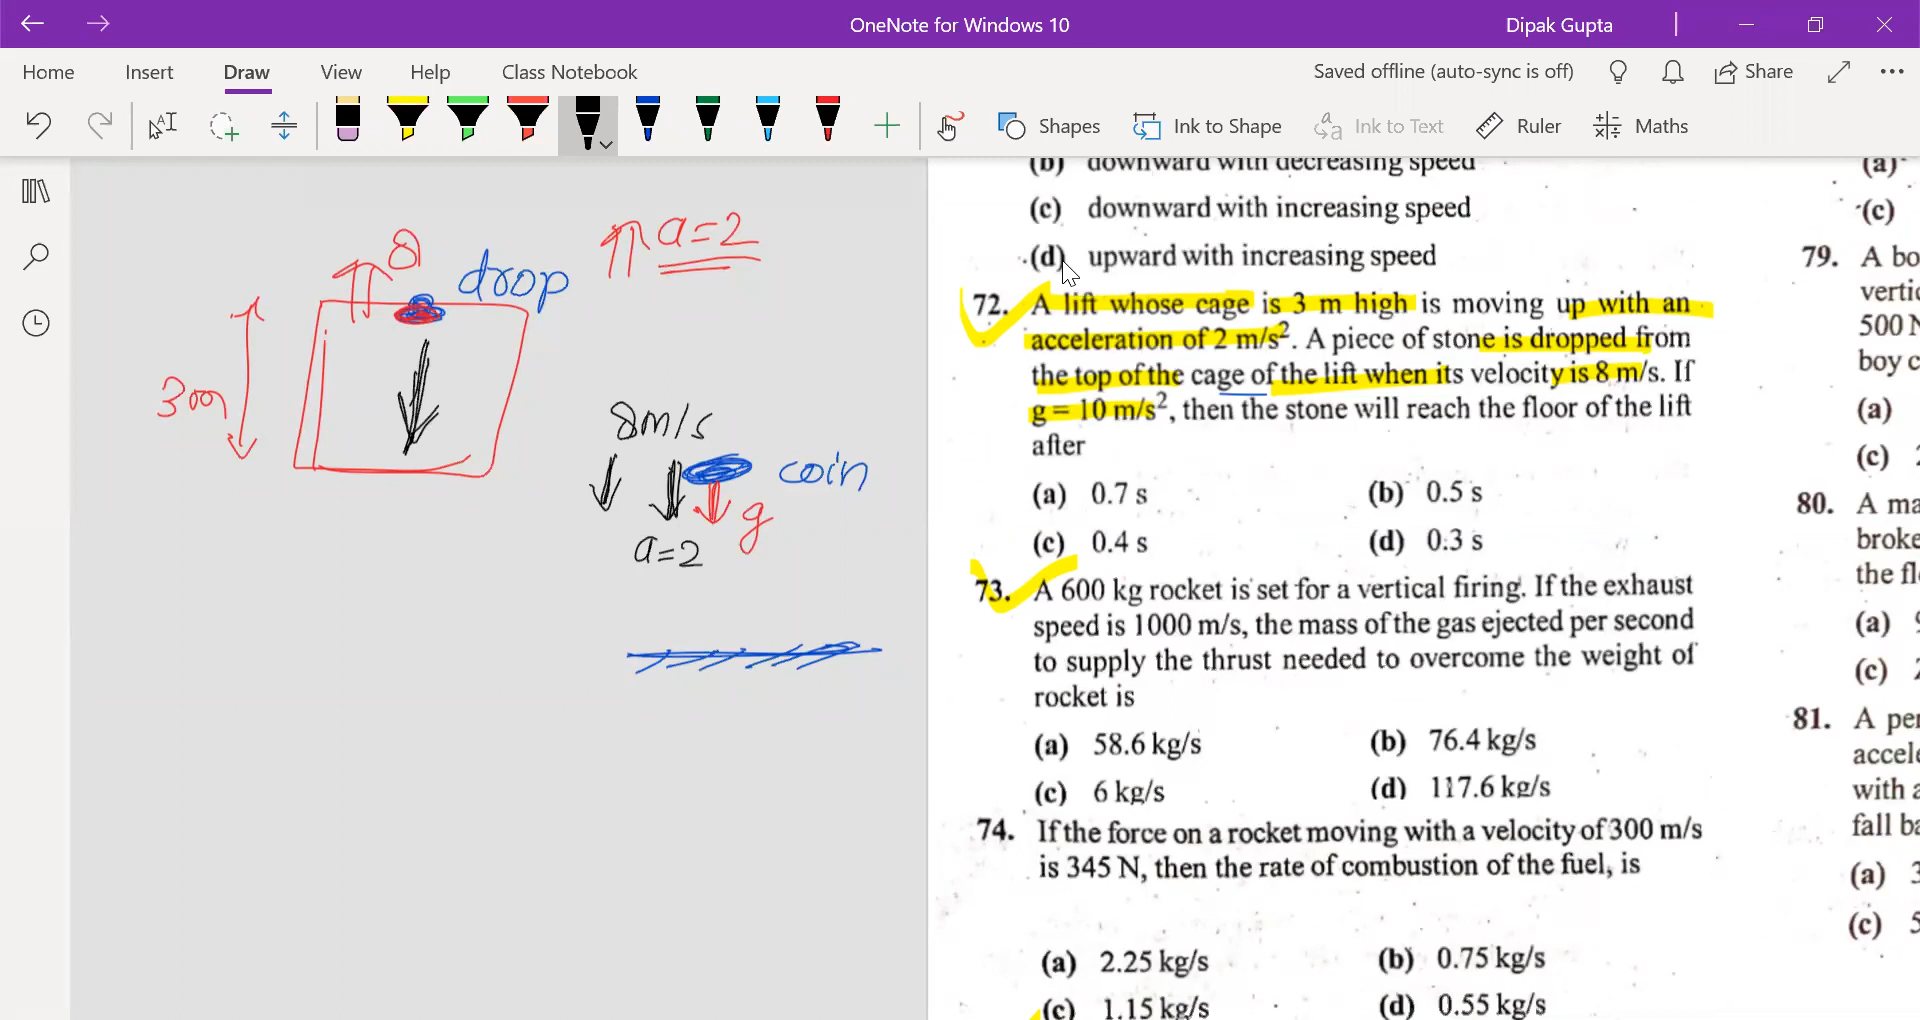 OneNote for Windows 10
Dipak Gupta
Home Insert Draw View Help Class Notebook
Saved offline (auto-sync is off) Share
Shapes Ink to Shape Ink to Text Ruler Maths
8
drop
a=2
3m
8m/s
coin
g
a=2
(b) downward with decreasing speed
(c) downward with increasing speed
(d) upward with increasing speed
72. A lift whose cage is 3 m high is moving up with an
acceleration of 2 m/s². A piece of stone is dropped from
the top of the cage of the lift when its velocity is 8 m/s. If
g = 10 m/s², then the stone will reach the floor of the lift
after
(a) 0.7 s (b) 0.5 s
(c) 0.4 s (d) 0.3 s
73. A 600 kg rocket is set for a vertical firing. If the exhaust
speed is 1000 m/s, the mass of the gas ejected per second
to supply the thrust needed to overcome the weight of
rocket is
(a) 58.6 kg/s (b) 76.4 kg/s
(c) 6 kg/s (d) 117.6 kg/s
74. If the force on a rocket moving with a velocity of 300 m/s
is 345 N, then the rate of combustion of the fuel, is
(a) 2.25 kg/s (b) 0.75 kg/s
(c) 1.15 kg/s (d) 0.55 kg/s
(a)
(c)
79. A bo
vertic
500 N
boy c
(a)
(c)
80. A ma
broke
the fl
(a)
(c)
81. A per
accele
with a
fall ba
(a) 3
(c) 5